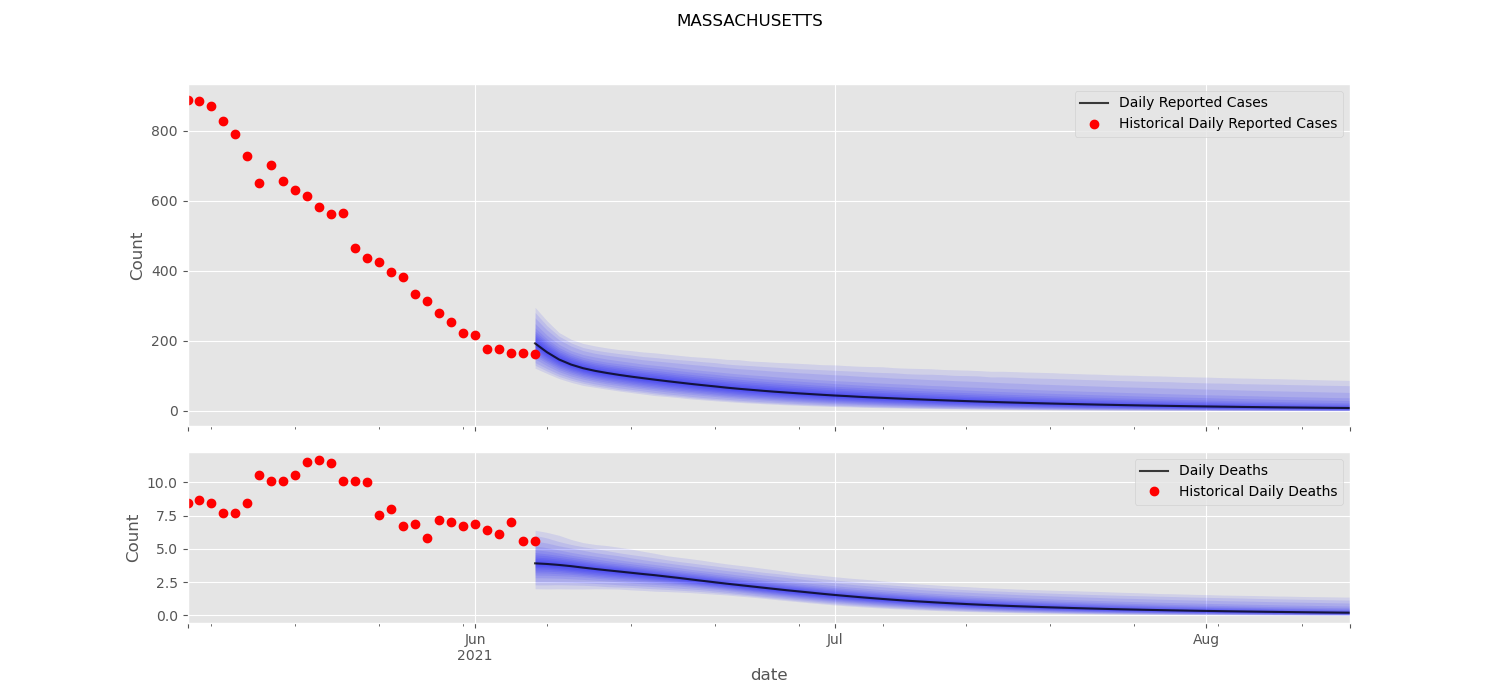 MASSACHUSETTS
Daily Reported Cases
Historical Daily Reported Cases
800
600
400
200
0
Count
Daily Deaths
Historical Daily Deaths
10.0
7.5
5.0
2.5
0.0
Count
Jun
2021
Jul
Aug
date